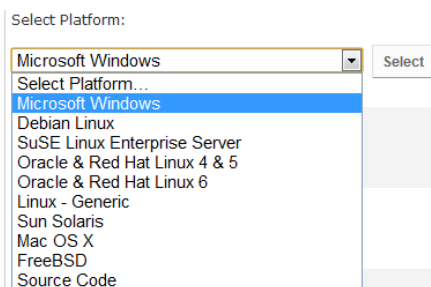 Select Platform:
Microsoft Windows Select
Select Platform...
Microsoft Windows
Debian Linux
SuSE Linux Enterprise Server
Oracle & Red Hat Linux 4 & 5
Oracle & Red Hat Linux 6
Linux - Generic
Sun Solaris
Mac OS X
FreeBSD
Source Code